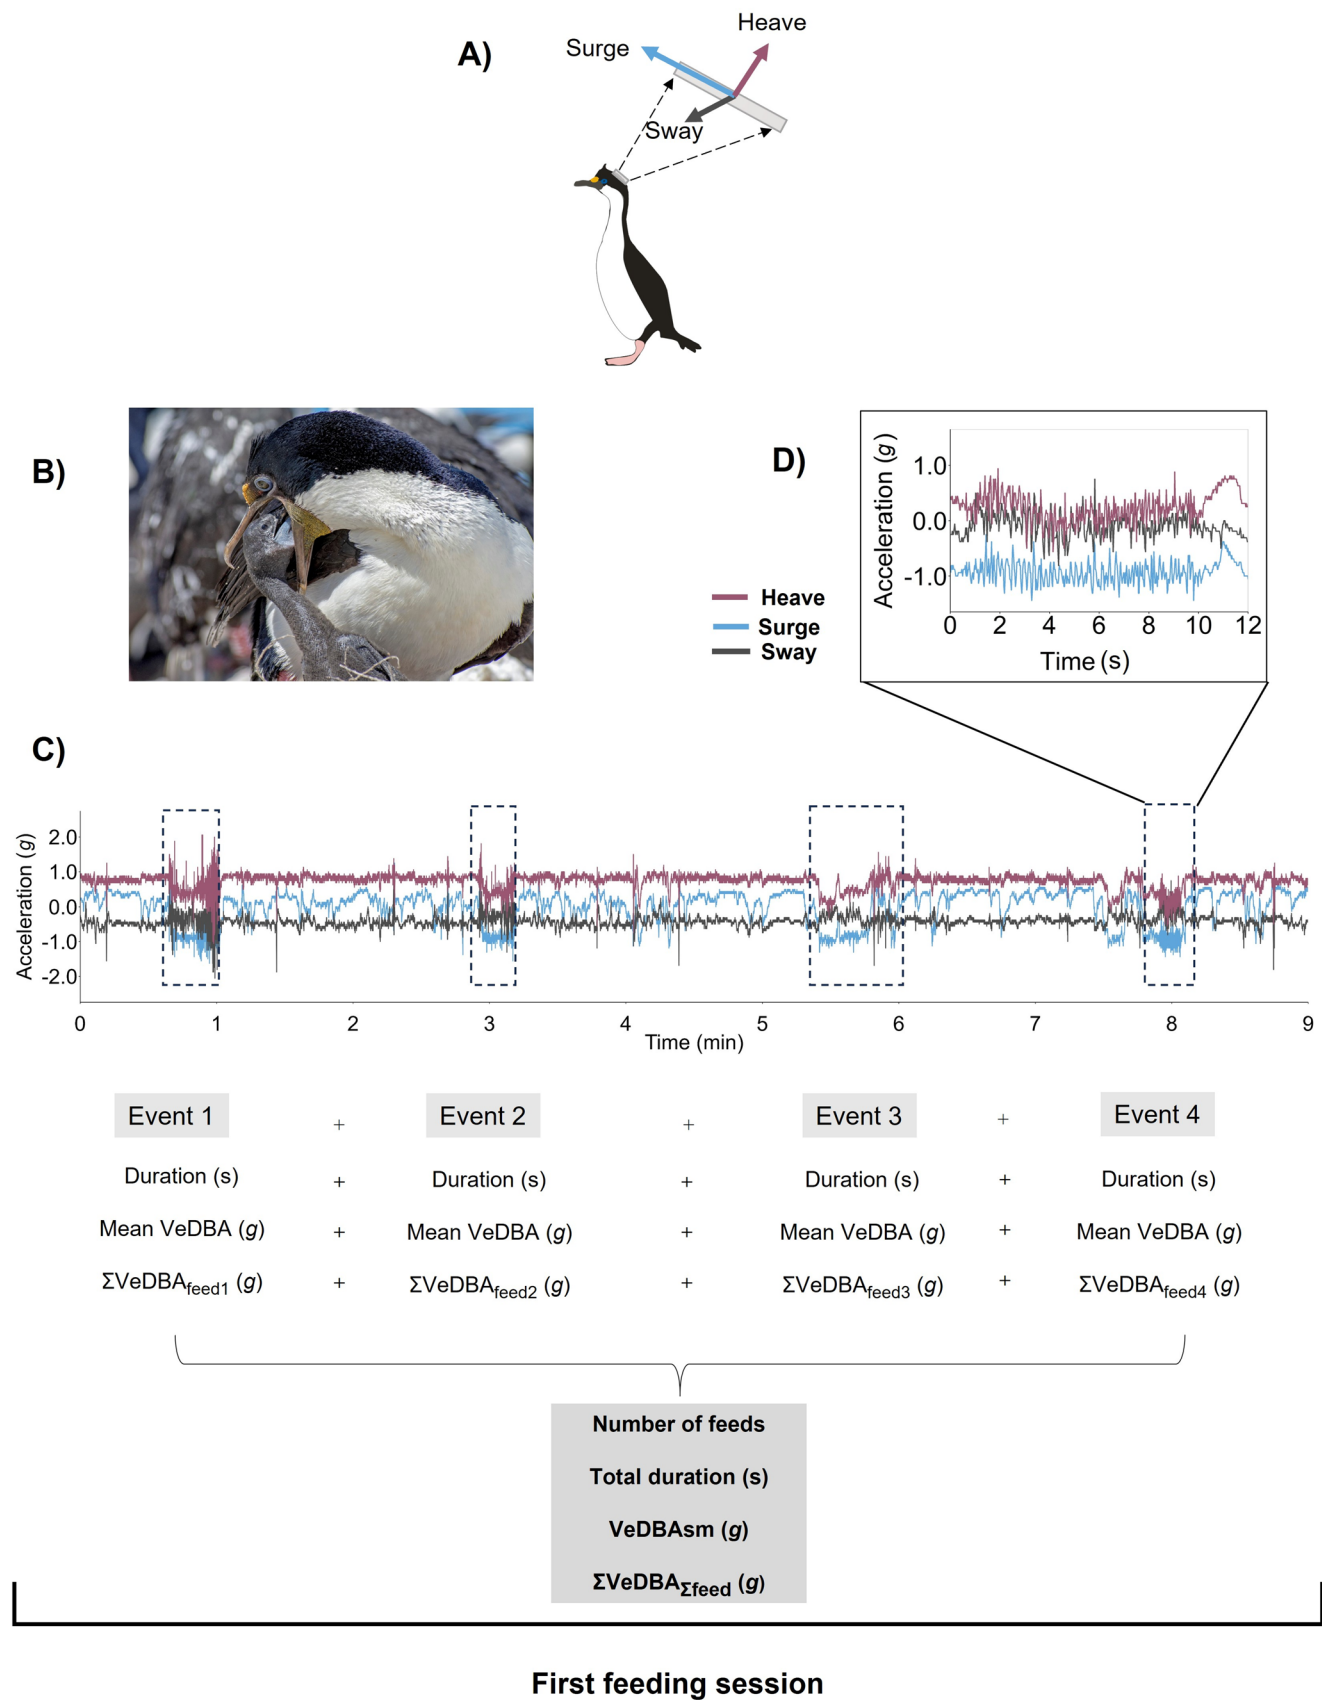 A)
Heave
Surge
Sway
B)
D)
Acceleration (g)
1.0
0.0
-1.0
0 2 4 6 8 10 12
Time (s)
Heave
Surge
Sway
C)
Acceleration (g)
2.0
1.0
0.0
-1.0
-2.0
0 1 2 3 4 5 6 7 8 9
Time (min)
Event 1 + Event 2 + Event 3 + Event 4
Duration (s) + Duration (s) + Duration (s) + Duration (s)
Mean VeDBA (g) + Mean VeDBA (g) + Mean VeDBA (g) + Mean VeDBA (g)
ΣVeDBAfeed1 (g) + ΣVeDBAfeed2 (g) + ΣVeDBAfeed3 (g) + ΣVeDBAfeed4 (g)
Number of feeds
Total duration (s)
VeDBAsm (g)
ΣVeDBAΣfeed (g)
First feeding session